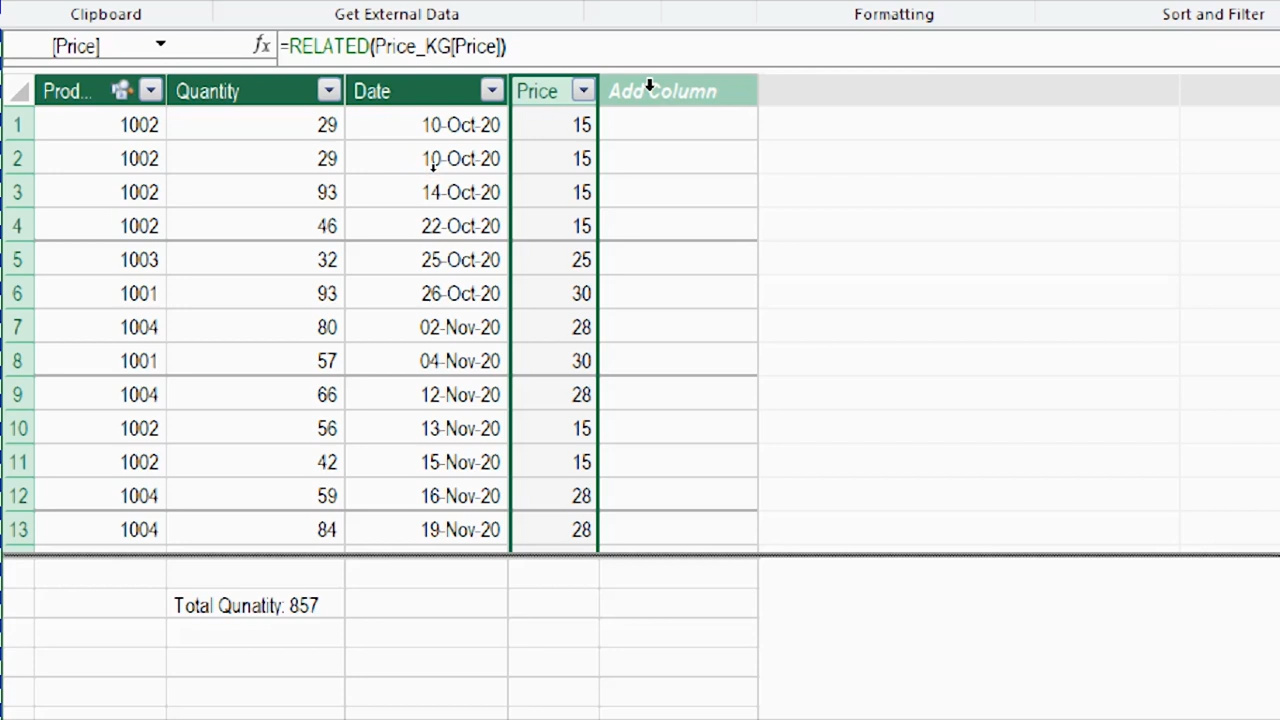 Clipboard Get External Data Formatting Sort and Filter
[Price] fx =RELATED(Price_KG[Price])
Prod... Quantity Date Price Add Column
1 1002 29 10-Oct-20 15
2 1002 29 10-Oct-20 15
3 1002 93 14-Oct-20 15
4 1002 46 22-Oct-20 15
5 1003 32 25-Oct-20 25
6 1001 93 26-Oct-20 30
7 1004 80 02-Nov-20 28
8 1001 57 04-Nov-20 30
9 1004 66 12-Nov-20 28
10 1002 56 13-Nov-20 15
11 1002 42 15-Nov-20 15
12 1004 59 16-Nov-20 28
13 1004 84 19-Nov-20 28
Total Qunatity: 857